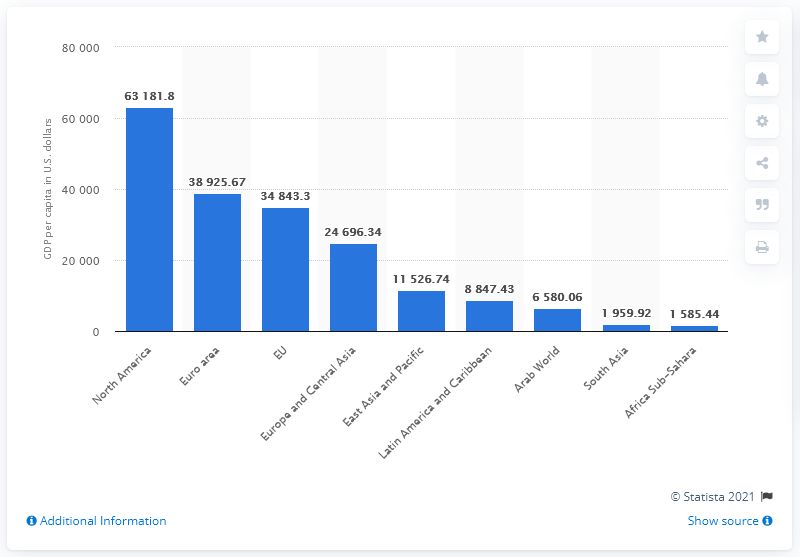 80 000
60 000
40 000
20 000
0
GDP per capita in U.S. dollars
63 181.8
38 925.67
34 843.3
24 696.34
11 526.74
8 847.43
6 580.06
1 959.92
1 585.44
North America
Euro area
EU
Europe and Central Asia
East Asia and Pacific
Latin America and Caribbean
Arab World
South Asia
Africa Sub-Sahara
© Statista 2021
Additional Information
Show source